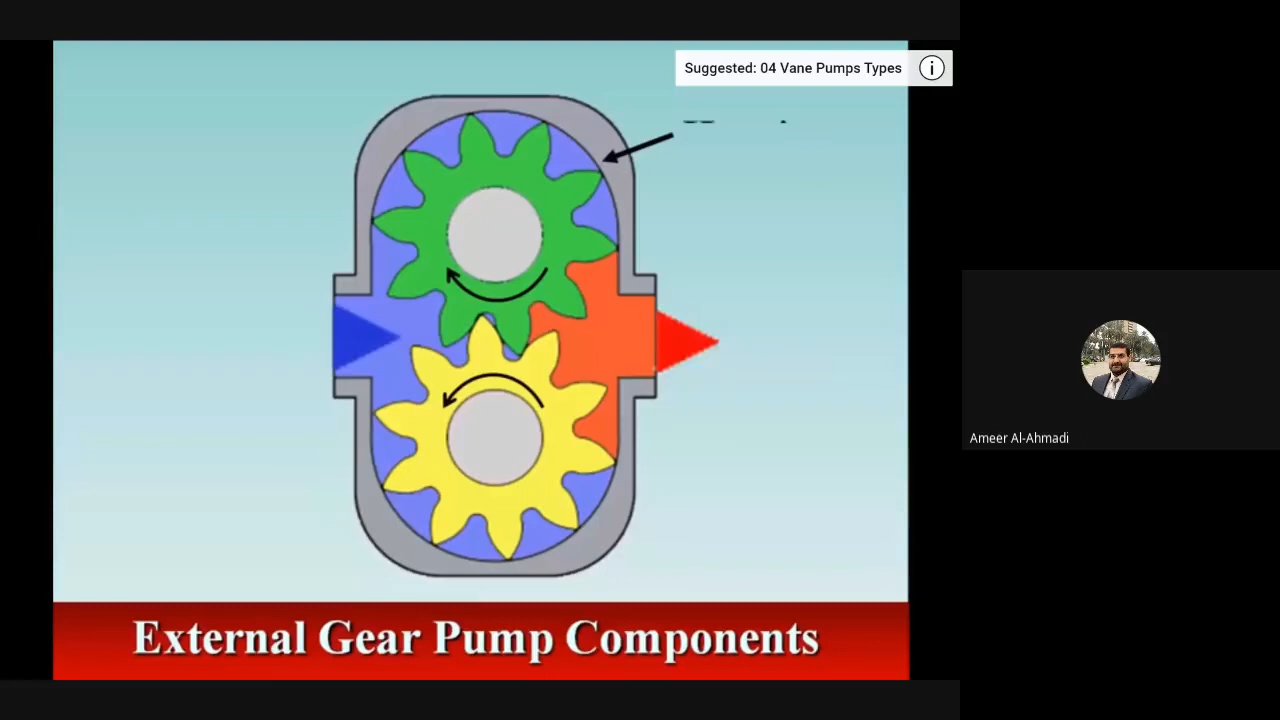 Suggested: 04 Vane Pumps Types
Ameer Al-Ahmadi
External Gear Pump Components